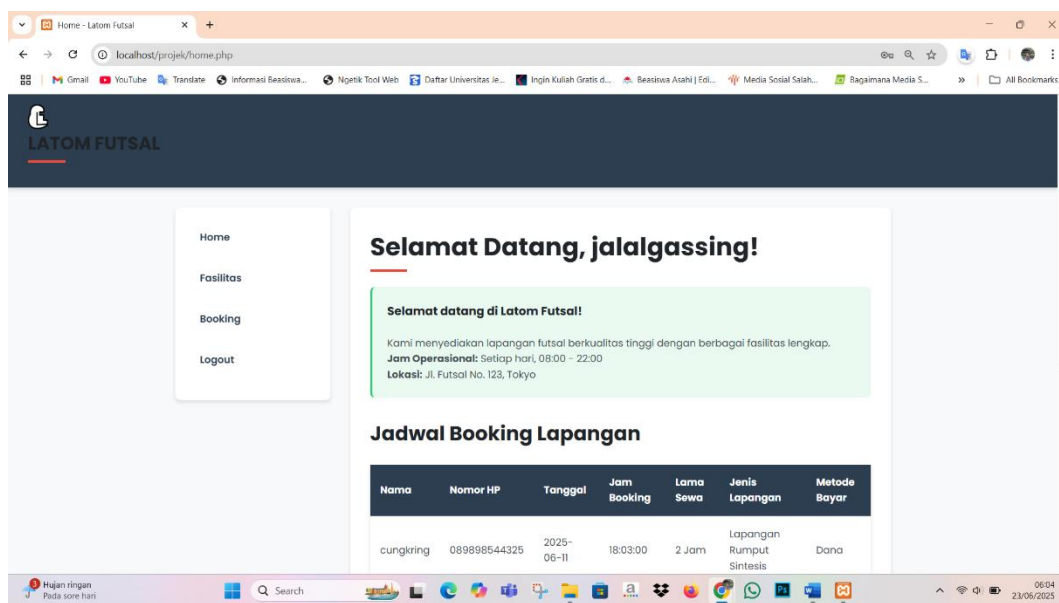 Home - Latom Futsal
localhost/projek/home.php
Gmail YouTube Translate Informasi Beasiswa... Ngetik Tool Web Daftar Universitas Je... Ingin Kuliah Gratis d... Beasiswa Asahi | Edi... Media Sosial Salah... Bagaimana Media S... » All Bookmarks
LATOM FUTSAL
Home
Fasilitas
Booking
Logout
Selamat Datang, jalalgassing!
Selamat datang di Latom Futsal!
Kami menyediakan lapangan futsal berkualitas tinggi dengan berbagai fasilitas lengkap.
Jam Operasional: Setiap hari, 08:00 - 22:00
Lokasi: Jl. Futsal No. 123, Tokyo
Jadwal Booking Lapangan
Nama Nomor HP Tanggal Jam Booking Lama Sewa Jenis Lapangan Metode Bayar
cungkring 089898544325 2025-06-11 18:03:00 2 Jam Lapangan Rumput Sintesis Dana
3 Hujan ringan
Pada sore hari
Search
06:04
23/06/2025